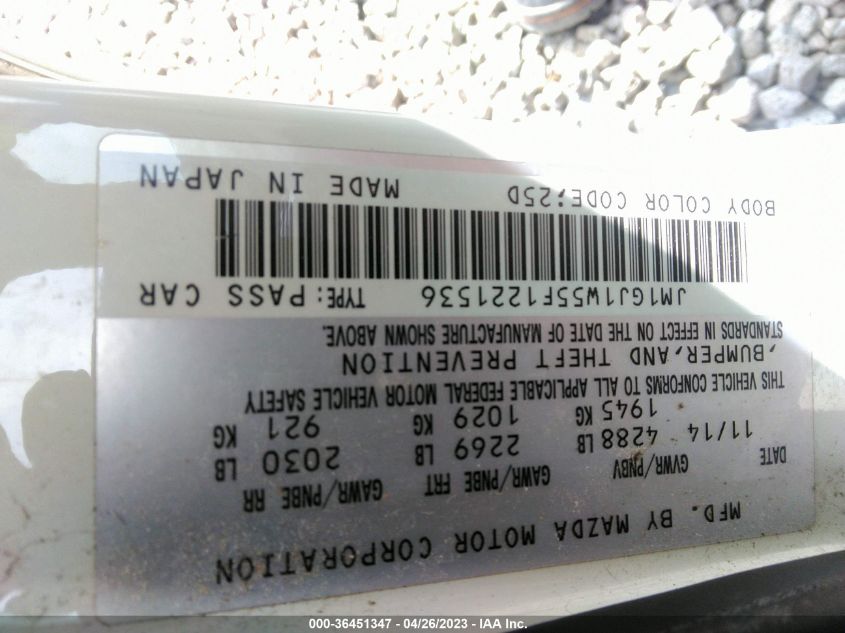 MFD. BY MAZDA MOTOR CORPORATION
DATE GVWR/PNBV GAWR/PNBE FRT GAWR/PNBE RR
11/14 4288 LB 2269 LB 2030 LB
1945 KG 1029 KG 921 KG
THIS VEHICLE CONFORMS TO ALL APPLICABLE FEDERAL MOTOR VEHICLE SAFETY
,BUMPER,AND THEFT PREVENTION
STANDARDS IN EFFECT ON THE DATE OF MANUFACTURE SHOWN ABOVE.
JM1GJ1W55F1221536 TYPE:PASS CAR
BODY COLOR CODE:25D MADE IN JAPAN
000-36451347 - 04/26/2023 - IAA Inc.